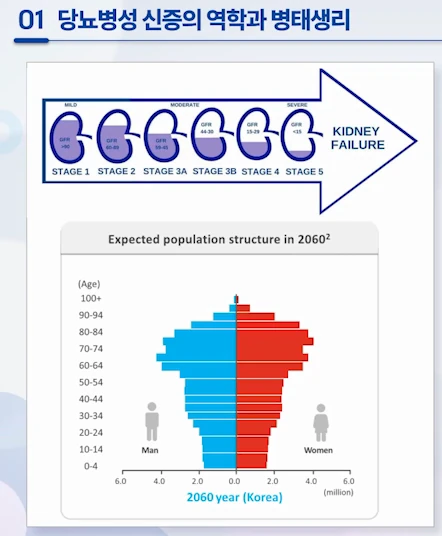 01 당뇨병성 신증의 역학과 병태생리
MILD MODERATE SEVERE
GFR >90
GFR
GFR
GFR 44-30
GFR 15-29
GFR <15
STAGE 1 STAGE 2 STAGE 3A STAGE 3B STAGE 4 STAGE 5
KIDNEY
FAILURE
Expected population structure in 2060²
(Age)
100+
90-94
80-84
70-74
60-64
50-54
40-44
30-34
20-24
10-14
0-4
Man Women
6.0 4.0 2.0 0.0 2.0 4.0 6.0
(million)
2060 year (Korea)